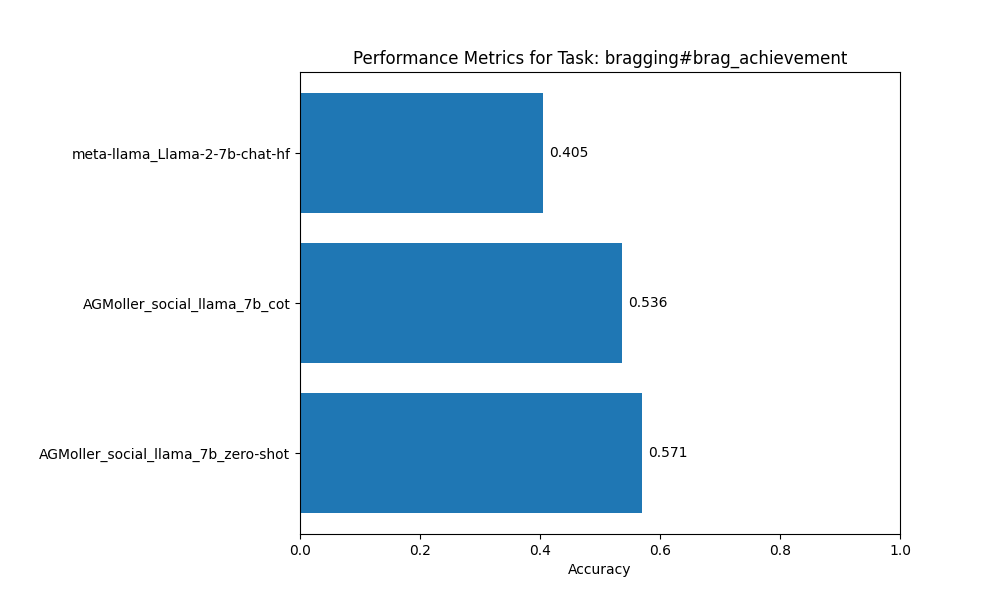 Performance Metrics for Task: bragging#brag_achievement
meta-llama_Llama-2-7b-chat-hf
0.405
AGMoller_social_llama_7b_cot
0.536
AGMoller_social_llama_7b_zero-shot
0.571
0.0 0.2 0.4 0.6 0.8 1.0
Accuracy